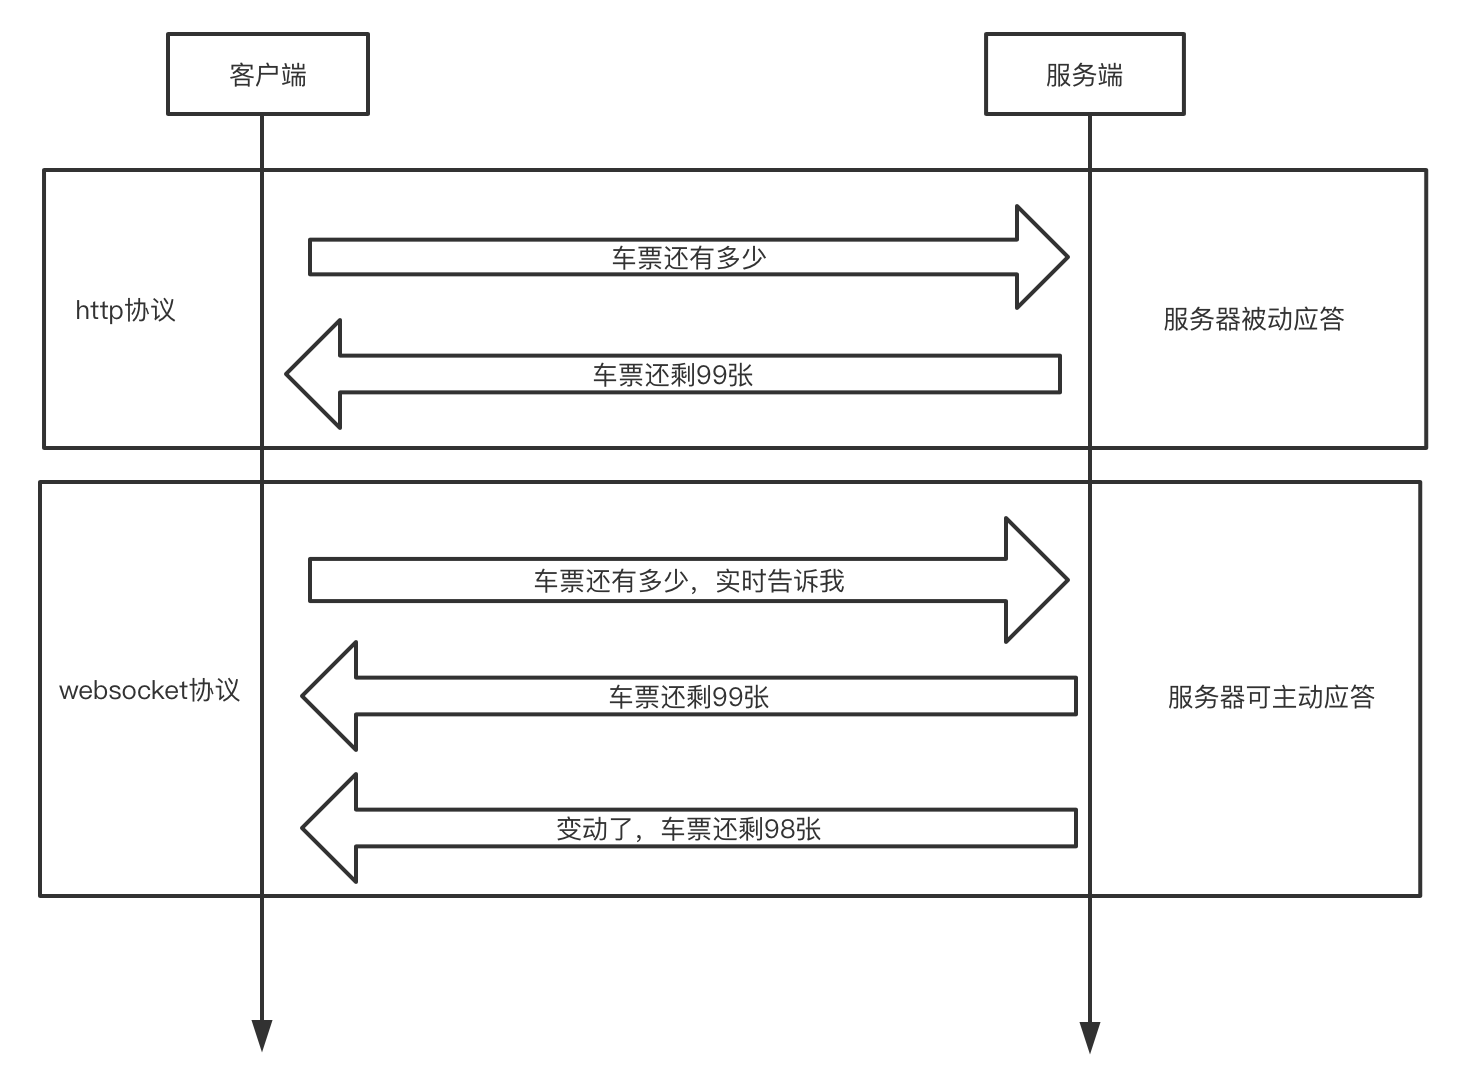 客户端
服务端
车票还有多少
http协议
服务器被动应答
车票还剩99张
车票还有多少，实时告诉我
websocket协议
车票还剩99张
服务器可主动应答
变动了，车票还剩98张